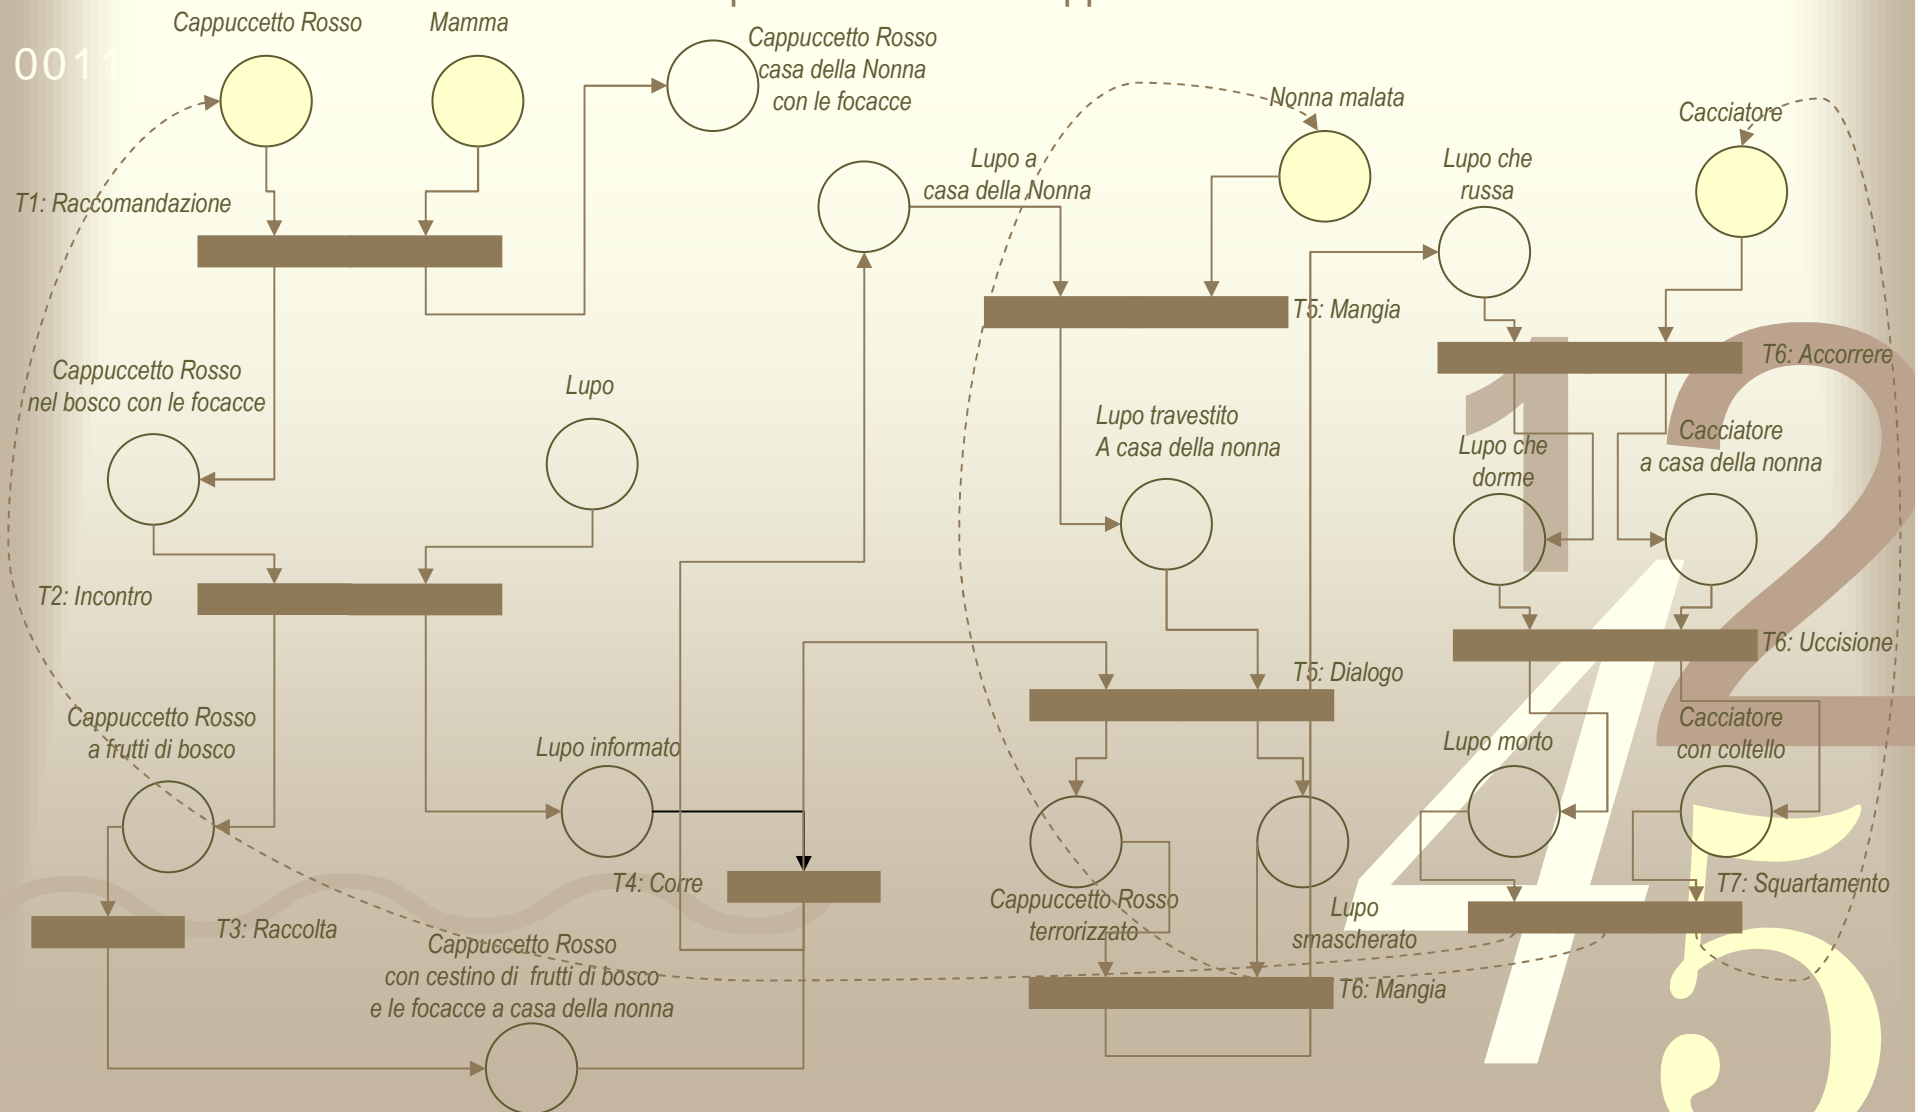 Cappuccetto Rosso
Mamma
Cappuccetto Rosso
casa della Nonna
con le focacce
0011
Nonna malata
Cacciatore
Lupo a
casa della Nonna
Lupo che
russa
T1: Raccomandazione
T5: Mangia
T6: Accorrere
Cappuccetto Rosso
nel bosco con le focacce
Lupo
Lupo travestito
A casa della nonna
1
2
Lupo che
dorme
Cacciatore
a casa della nonna
T2: Incontro
T6: Uccisione
T5: Dialogo
4
Cappuccetto Rosso
a frutti di bosco
Lupo informato
Lupo morto
Cacciatore
con coltello
5
T4: Corre
T7: Squartamento
Cappuccetto Rosso
terrorizzato
Lupo
smascherato
T3: Raccolta
Cappuccetto Rosso
con cestino di  frutti di bosco
e le focacce a casa della nonna
T6: Mangia